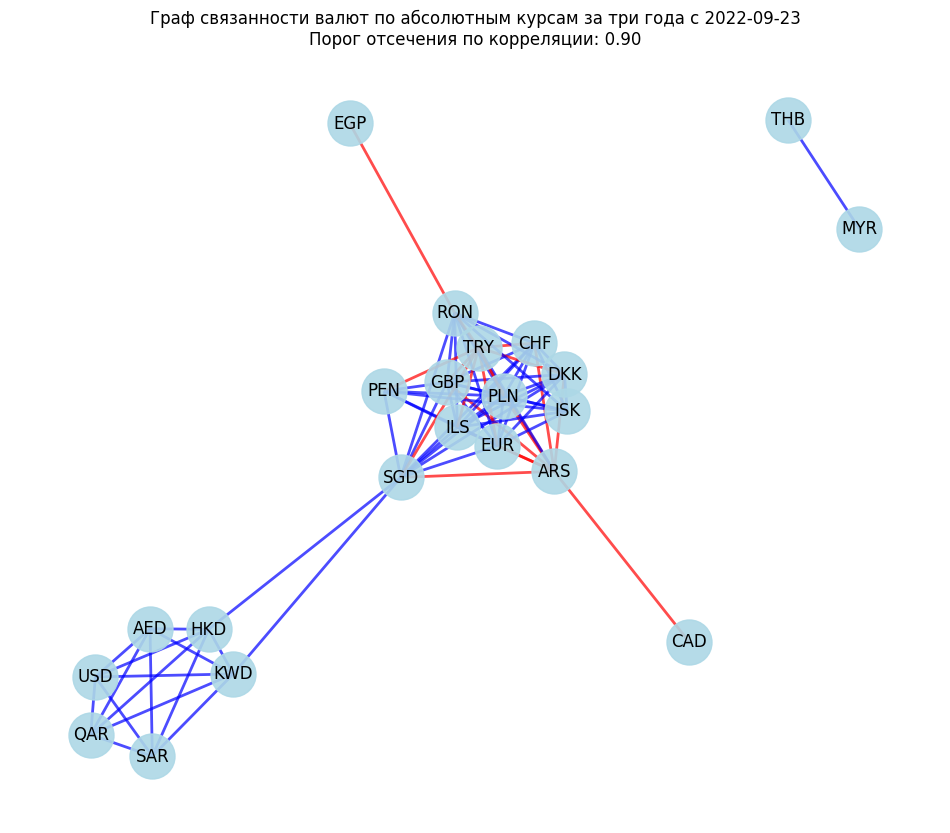 Граф связанности валют по абсолютным курсам за три года с 2022-09-23
Порог отсечения по корреляции: 0.90
EGP
THB
MYR
RON
TRY
CHF
DKK
PEN
GBP
PLN
ISK
ILS
EUR
SGD
ARS
AED
HKD
CAD
USD
KWD
QAR
SAR